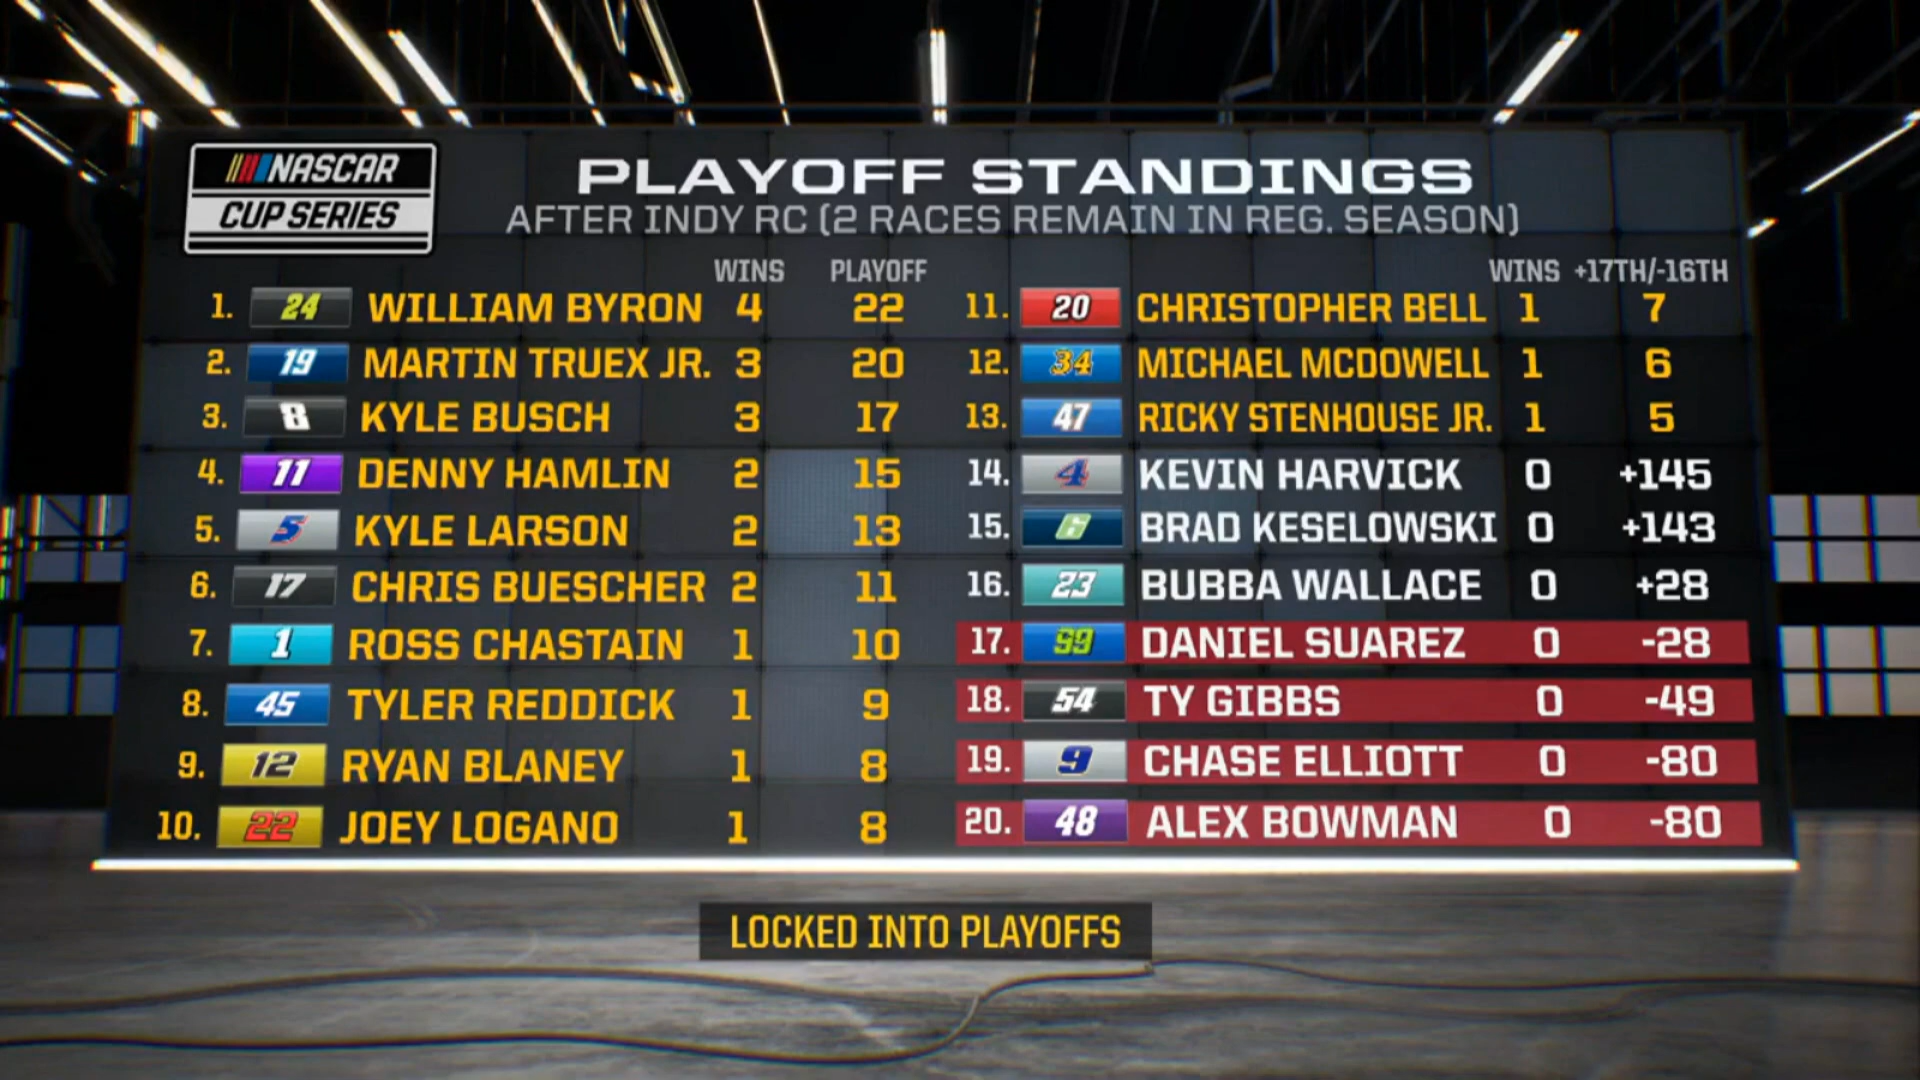 NASCAR
CUP SERIES
PLAYOFF STANDINGS
AFTER INDY RC (2 RACES REMAIN IN REG. SEASON)
WINS PLAYOFF
1. 24 WILLIAM BYRON 4 22
2. 19 MARTIN TRUEX JR. 3 20
3. 8 KYLE BUSCH 3 17
4. 11 DENNY HAMLIN 2 15
5. 5 KYLE LARSON 2 13
6. 17 CHRIS BUESCHER 2 11
7. 1 ROSS CHASTAIN 1 10
8. 45 TYLER REDDICK 1 9
9. 12 RYAN BLANEY 1 8
10. 22 JOEY LOGANO 1 8
WINS +17TH/-16TH
11. 20 CHRISTOPHER BELL 1 7
12. 34 MICHAEL MCDOWELL 1 6
13. 47 RICKY STENHOUSE JR. 1 5
14. 4 KEVIN HARVICK 0 +145
15. 6 BRAD KESELOWSKI 0 +143
16. 23 BUBBA WALLACE 0 +28
17. 99 DANIEL SUAREZ 0 -28
18. 54 TY GIBBS 0 -49
19. 9 CHASE ELLIOTT 0 -80
20. 48 ALEX BOWMAN 0 -80
LOCKED INTO PLAYOFFS